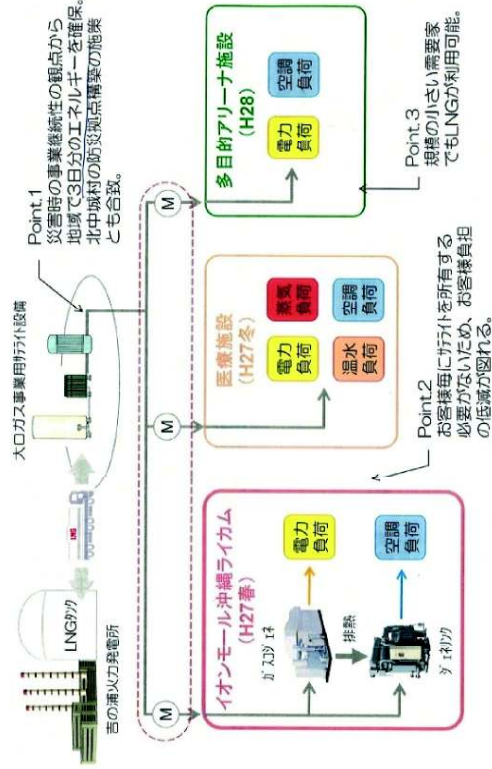 大口ガス事業用ｻﾃﾗｲﾄ設備
LNGﾀﾝｸ
LNG
吉の浦火力発電所
Point.1
災害時の事業継続性の観点から
地域で3日分のエネルギーを確保。
北中城村の防災拠点構築の施策
とも合致。
M
M
M
イオンモール沖縄ライカム
(H27春)
ｶﾞｽｺｼﾞｪﾈ
電力
負荷
排熱
ｼﾞｪﾈﾘﾝｸ
空調
負荷
医療施設
(H27冬)
電力
負荷
蒸気
負荷
温水
負荷
空調
負荷
多目的アリーナ施設
(H28)
電力
負荷
空調
負荷
Point.2
お客様毎にｻﾃﾗｲﾄを所有する
必要がないため、お客様負担
の低減が図れる。
Point.3
規模の小さい需要家
でもLNGが利用可能。